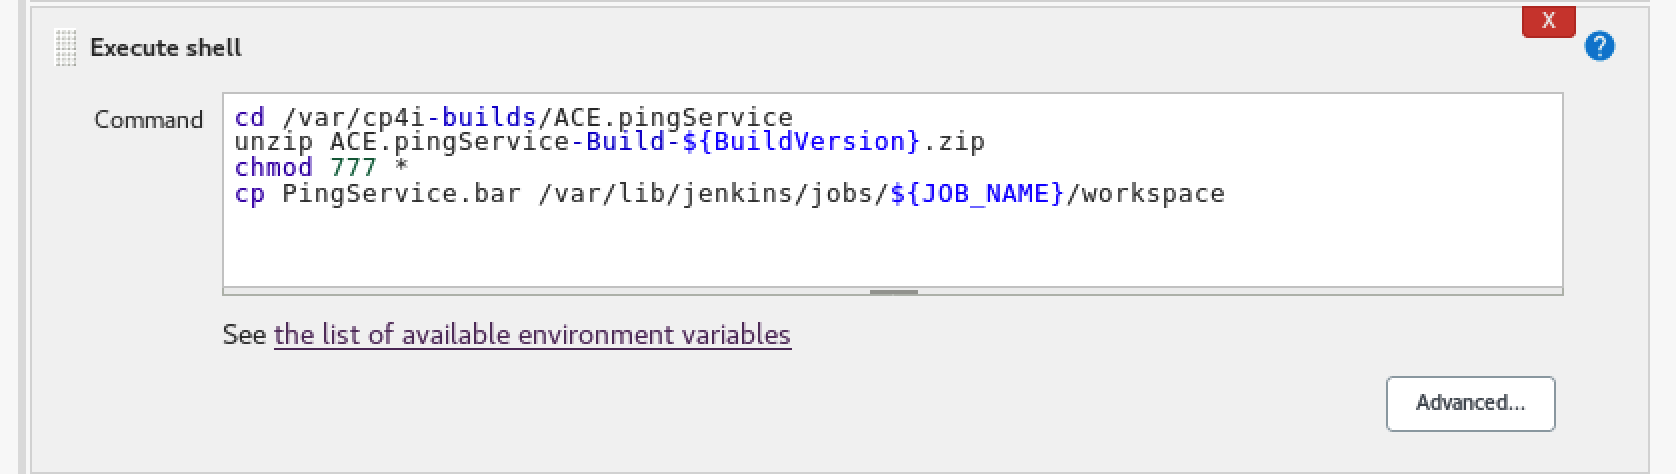 X
Execute shell
?
Command
cd /var/cp4i-builds/ACE.pingService
unzip ACE.pingService-Build-${BuildVersion}.zip
chmod 777 *
cp PingService.bar /var/lib/jenkins/jobs/${JOB_NAME}/workspace
See the list of available environment variables
Advanced...